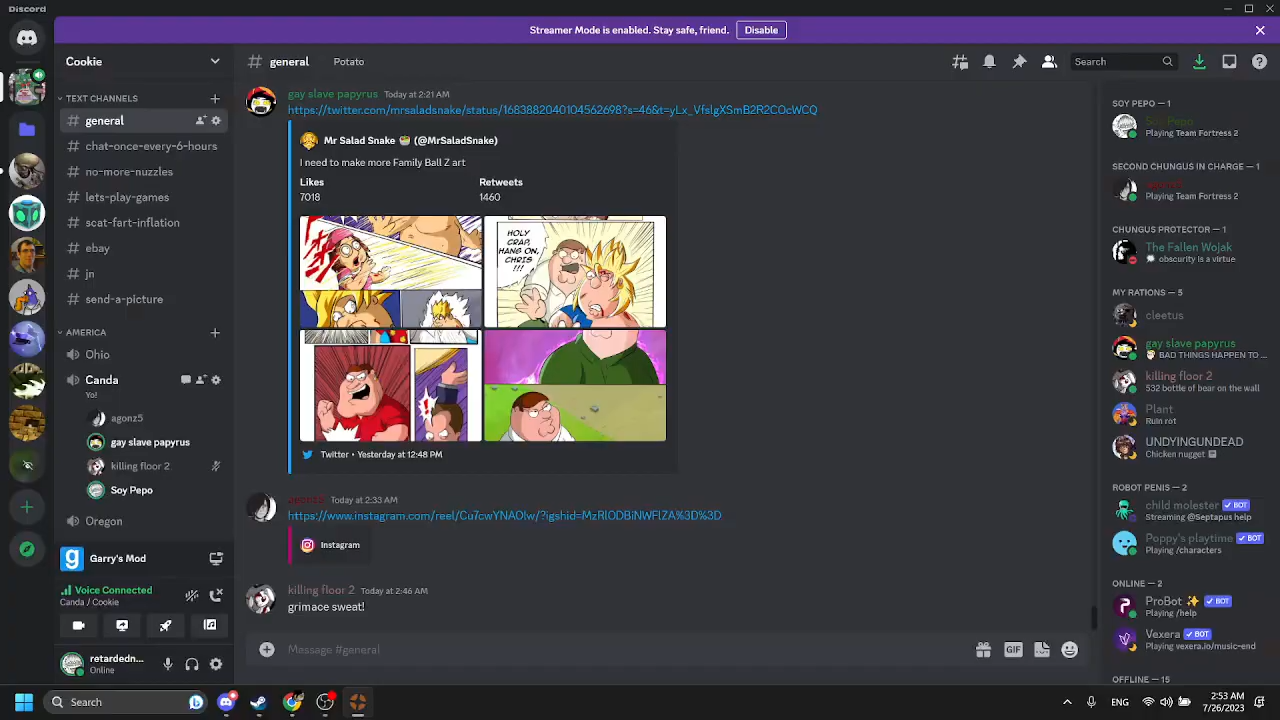 Discord
Streamer Mode is enabled. Stay safe, friend. Disable
Cookie
# general Potato
Search
TEXT CHANNELS
general
chat-once-every-6-hours
no-more-nuzzles
lets-play-games
scat-fort-inflation
ebay
jn
send-a-picture
AMERICA
Ohio
Canda
Yo!
agonz5
gay slave papyrus
killing floor 2
Soy Pepo
Oregon
Garry's Mod
Voice Connected
Canda / Cookie
retardedn...
Online
gay slave papyrus Today at 2:21 AM
https://twitter.com/mrsaladsnake/status/1683882040104562698?s=46&t=yLx_VfslgXSmB2R2COcWCQ
Mr Salad Snake (@MrSaladSnake)
I need to make more Family Ball Z art
Likes Retweets
7018 1460
HOLY
CRAP,
HANG ON,
CHRIS
!!!
Twitter • Yesterday at 12:48 PM
Today at 2:33 AM
https://www.instagram.com/reel/Cu7cwYNAOlw/?igshid=MzRlODBiNWFlZA%3D%3D
Instagram
killing floor 2 Today at 2:46 AM
grimace sweat!
Message #general
GIF
SOY PEPO — 1
Soy Pepo
Playing Team Fortress 2
SECOND CHUNGUS IN CHARGE — 1
Playing Team Fortress 2
CHUNGUS PROTECTOR — 1
The Fallen Wojak
obscurity is a virtue
MY RATIONS — 5
cleetus
gay slave papyrus
BAD THINGS HAPPEN TO ...
killing floor 2
532 bottle of bear on the wall
Plant
Ruin rot
UNDYINGUNDEAD
Chicken nugget
ROBOT PENIS — 2
child molester BOT
Streaming @Septapus help
Poppy's playtime BOT
Playing /characters
ONLINE — 2
ProBot BOT
Playing /help
Vexera BOT
Playing vexera.io/music-end
OFFLINE — 15
Search
2:53 AM
7/26/2023